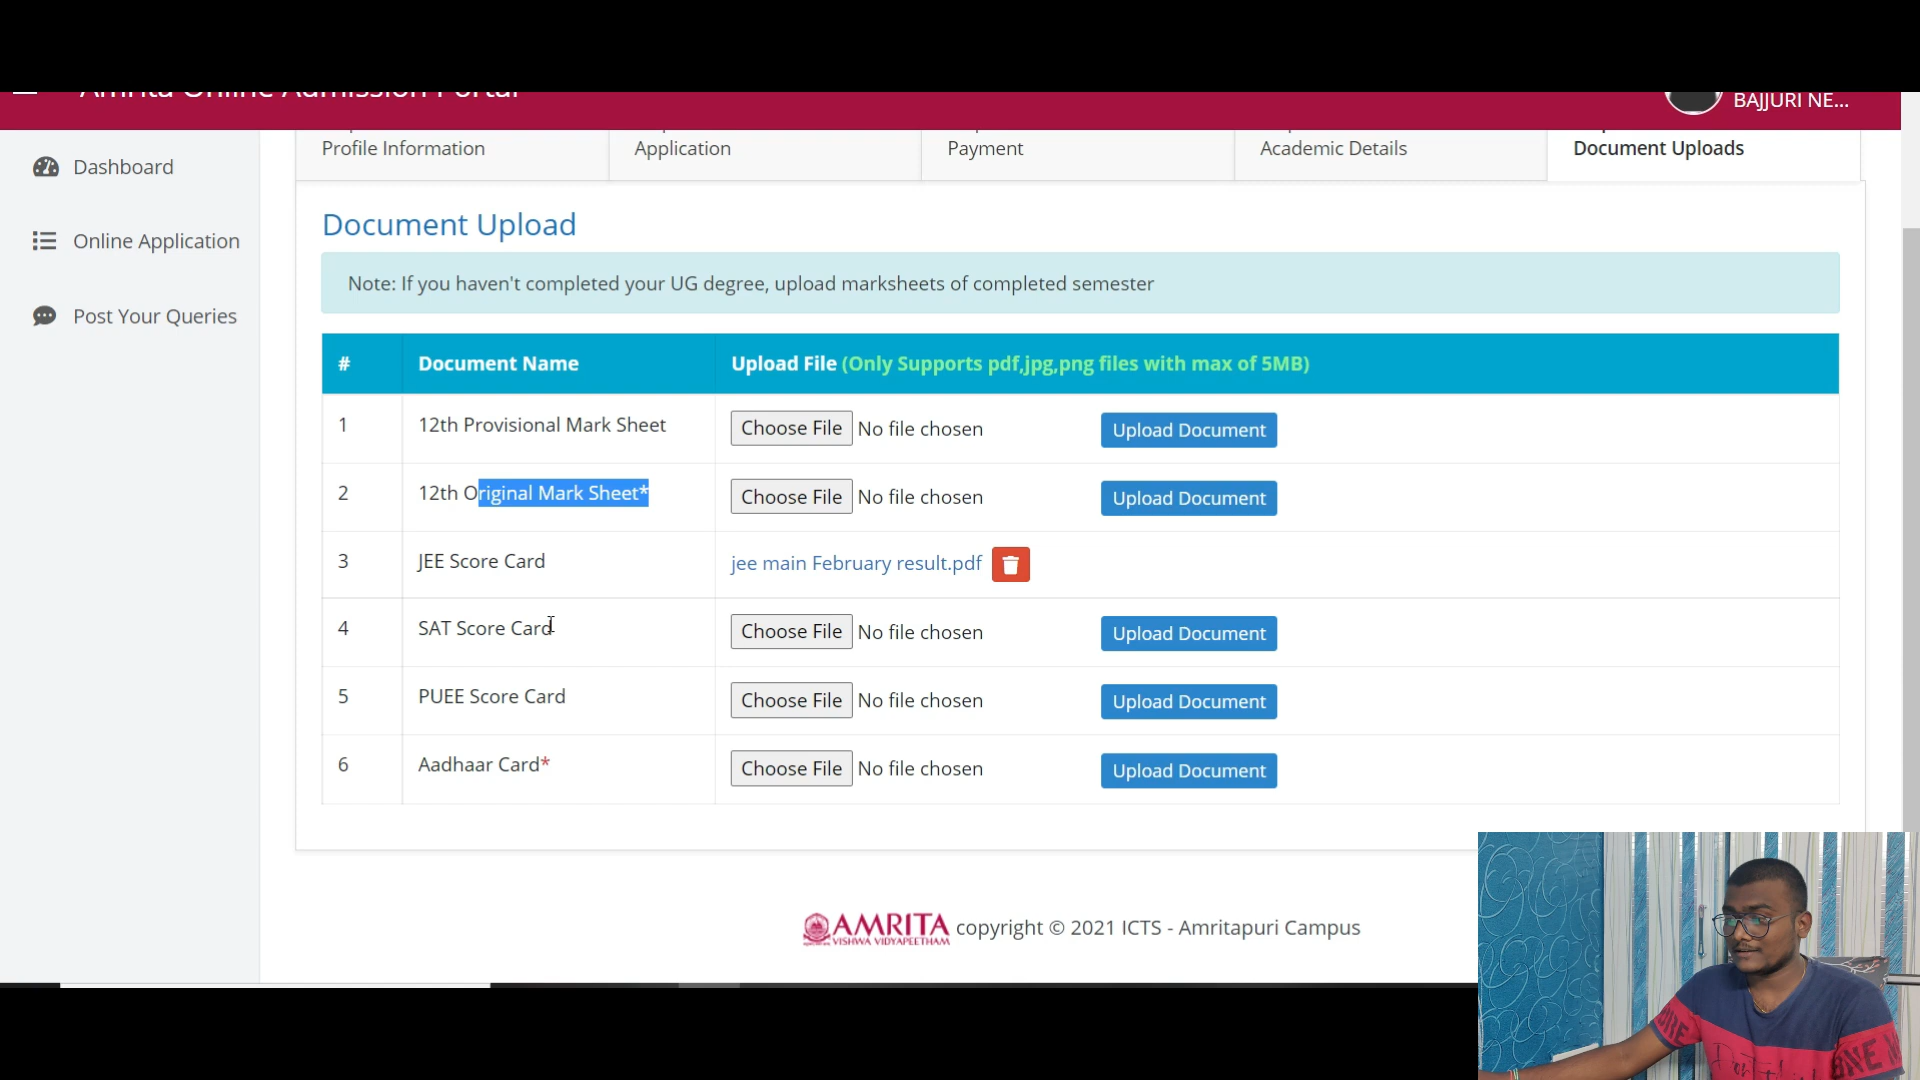 Amrita Online Admission Portal
BAJJURI NE...
Dashboard
Online Application
Post Your Queries
Profile Information
Application
Payment
Academic Details
Document Uploads
Document Upload
Note: If you haven't completed your UG degree, upload marksheets of completed semester
# Document Name Upload File (Only Supports pdf,jpg,png files with max of 5MB)
1 12th Provisional Mark Sheet Choose File No file chosen Upload Document
2 12th Original Mark Sheet* Choose File No file chosen Upload Document
3 JEE Score Card jee main February result.pdf
4 SAT Score Card Choose File No file chosen Upload Document
5 PUEE Score Card Choose File No file chosen Upload Document
6 Aadhaar Card* Choose File No file chosen Upload Document
AMRITA
VISHWA VIDYAPEETHAM
copyright © 2021 ICTS - Amritapuri Campus